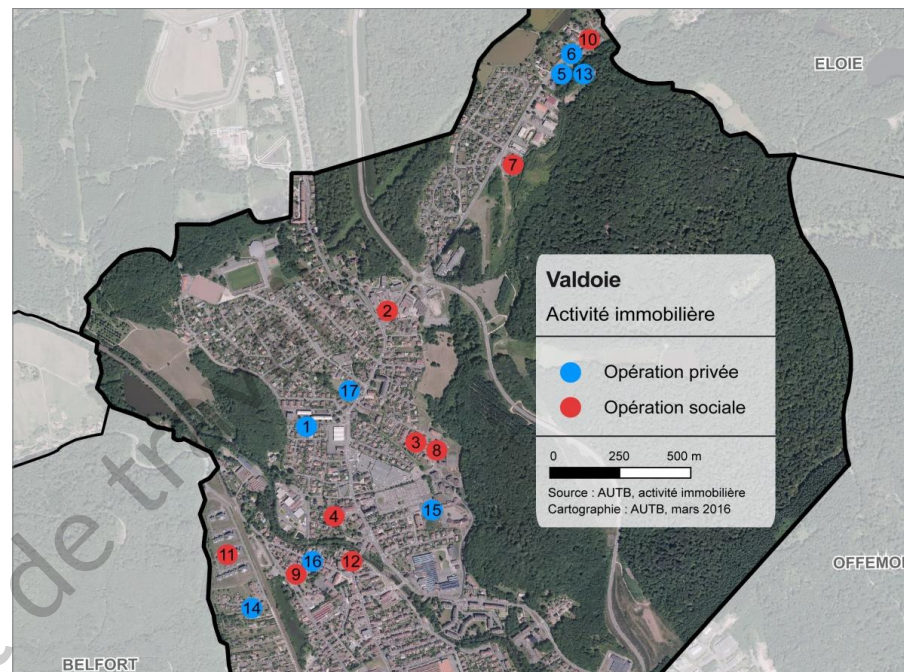 10
ELOIE
6
5
13
7
Valdoie
Activité immobilière
2
Opération privée
17
Opération sociale
1
3
8
0 250 500 m
Source : AUTB, activité immobilière
Cartographie : AUTB, mars 2016
15
4
11
16
12
9
OFFEMO
14
BELFORT
de